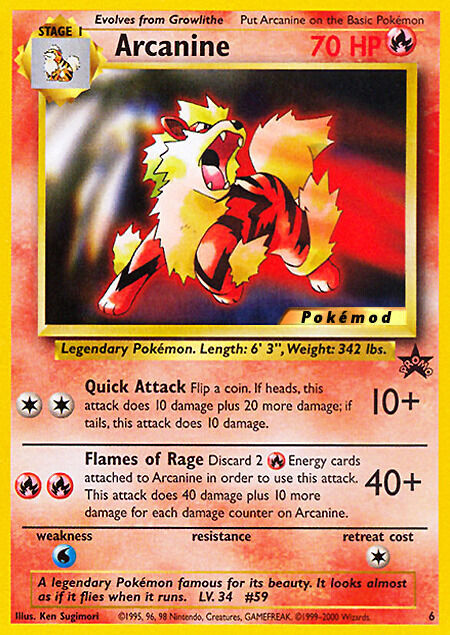 Evolves from Growlithe Put Arcanine on the Basic Pokémon
STAGE 1
Arcanine 70 HP
Pokémod
Legendary Pokémon. Length: 6' 3", Weight: 342 lbs.
PROMO
Quick Attack Flip a coin. If heads, this
attack does 10 damage plus 20 more damage; if
tails, this attack does 10 damage.
10+
Flames of Rage Discard 2 Energy cards
attached to Arcanine in order to use this attack.
This attack does 40 damage plus 10 more
damage for each damage counter on Arcanine.
40+
weakness resistance retreat cost
A legendary Pokémon famous for its beauty. It looks almost
as if it flies when it runs. LV. 34 #59
Illus. Ken Sugimori ©1995, 96, 98 Nintendo, Creatures, GAMEFREAK. ©1999-2000 Wizards. 6